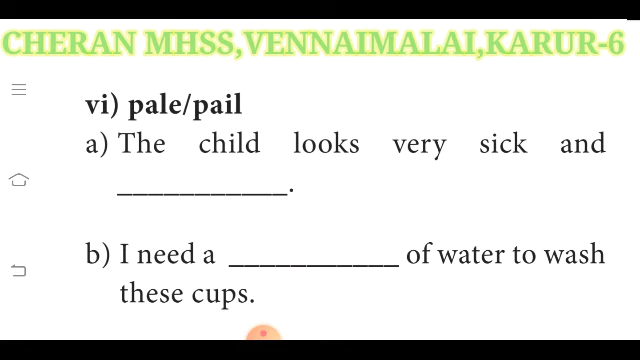 CHERAN MHSS,VENNAIMALAI,KARUR-6
vi) pale/pail
a) The child looks very sick and
___________.
b) I need a ___________ of water to wash
these cups.